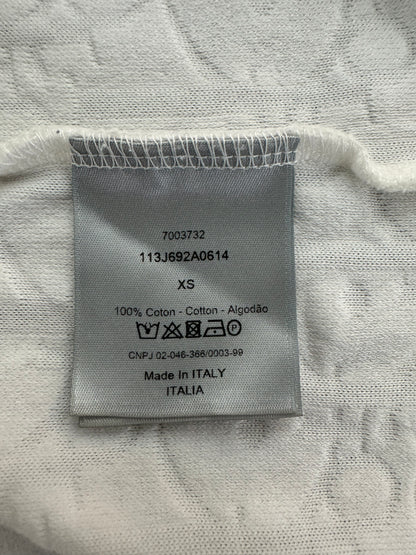 7003732
113J692A0614
XS
100% Coton - Cotton - Algodão
CNPJ 02-046-366/0003-99
Made In ITALY
ITALIA